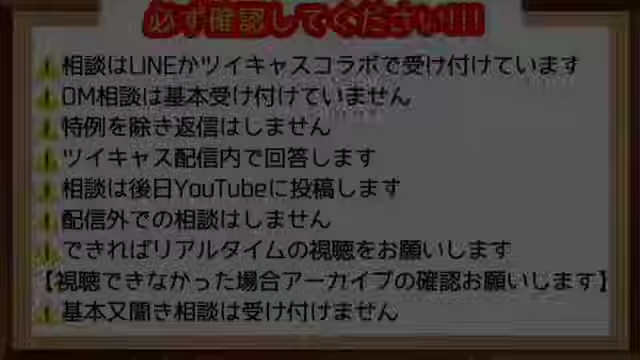 必ず確認してください!!!!
⚠相談はLINEかツイキャスコラボで受け付けています
⚠DM相談は基本受け付けていません
⚠特例を除き返信はしません
⚠ツイキャス配信内で回答します
⚠相談は後日YouTubeに投稿します
⚠配信外での相談はしません
⚠できればリアルタイムの視聴をお願いします
【視聴できなかった場合アーカイブの確認お願いします】
⚠基本又聞き相談は受け付けません